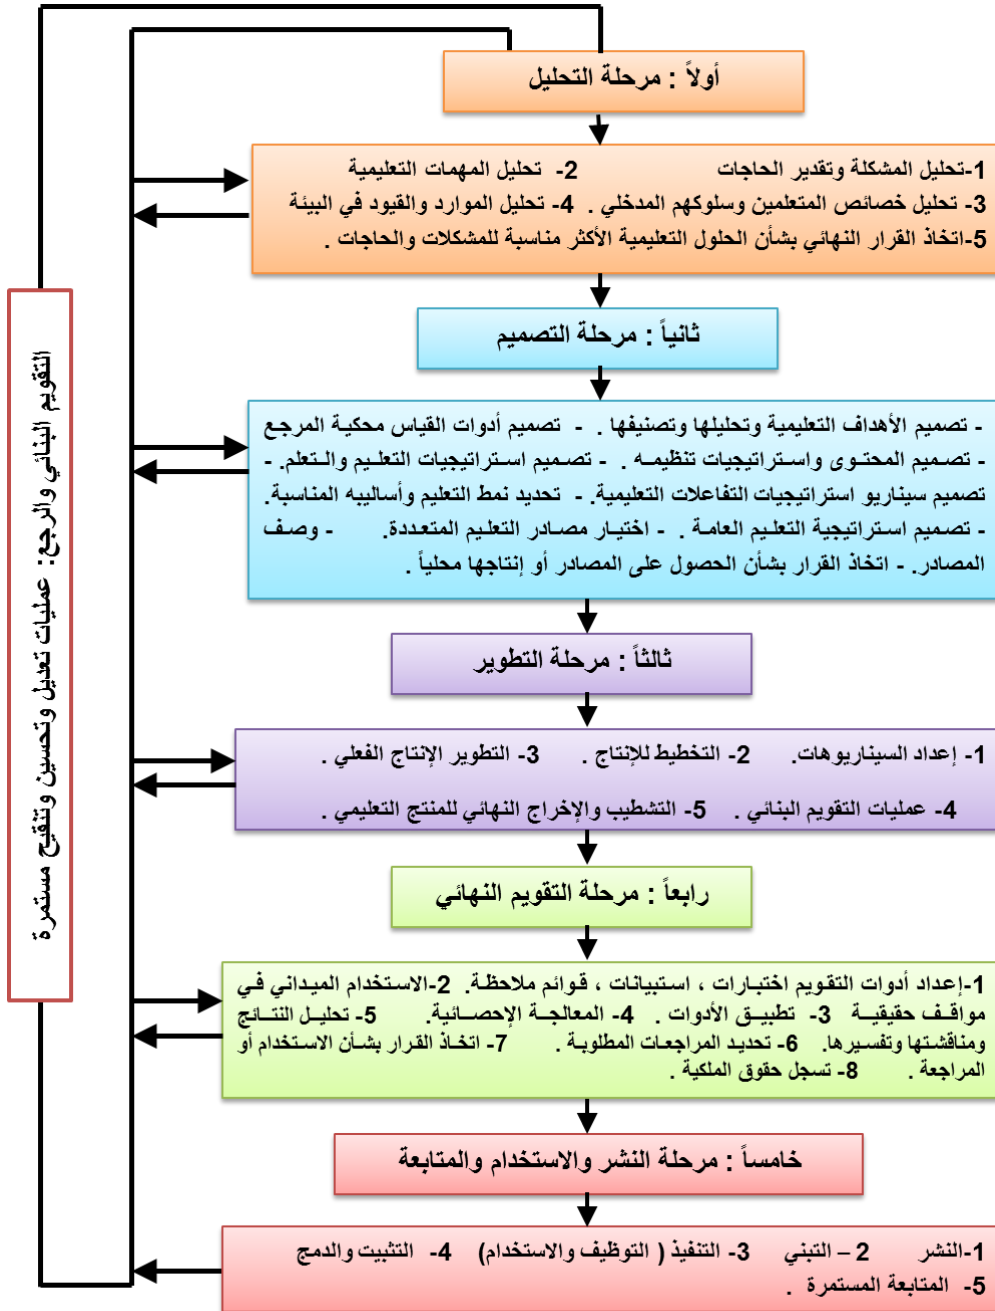 أولاً : مرحلة التحليل
1-تحليل المشكلة وتقدير الحاجات 2- تحليل المهمات التعليمية
3- تحليل خصائص المتعلمين وسلوكهم المدخلي . 4- تحليل الموارد والقيود في البيئة
5-اتخاذ القرار النهائي بشأن الحلول التعليمية الأكثر مناسبة للمشكلات والحاجات .
ثانياً : مرحلة التصميم
- تصميم الأهداف التعليمية وتحليلها وتصنيفها . - تصميم أدوات القياس محكية المرجع
- تصميم المحتوى واستراتيجيات تنظيمه . - تصميم استراتيجيات التعليم والتعلم. -
تصميم سيناريو استراتيجيات التفاعلات التعليمية. - تحديد نمط التعليم وأساليبه المناسبة.
- تصميم استراتيجية التعليم العامة . - اختيار مصادر التعليم المتعددة. - وصف
المصادر. - اتخاذ القرار بشأن الحصول على المصادر أو إنتاجها محلياً .
ثالثاً : مرحلة التطوير
1- إعداد السيناريوهات. 2- التخطيط للإنتاج . 3- التطوير الإنتاج الفعلي .
4- عمليات التقويم البنائي . 5- التشطيب والإخراج النهائي للمنتج التعليمي .
رابعاً : مرحلة التقويم النهائي
1-إعداد أدوات التقويم اختبارات ، استبيانات ، قوائم ملاحظة. 2-الاستخدام الميداني في
مواقف حقيقية 3- تطبيق الأدوات . 4- المعالجة الإحصائية. 5- تحليل النتائج
ومناقشتها وتفسيرها. 6- تحديد المراجعات المطلوبة . 7- اتخاذ القرار بشأن الاستخدام أو
المراجعة . 8- تسجل حقوق الملكية .
خامساً : مرحلة النشر والاستخدام والمتابعة
1-النشر 2 – التبني 3- التنفيذ ( التوظيف والاستخدام) 4- التثبيت والدمج
5- المتابعة المستمرة .
التقويم البنائي والرجع: عمليات تعديل وتحسين وتنقيح مستمرة